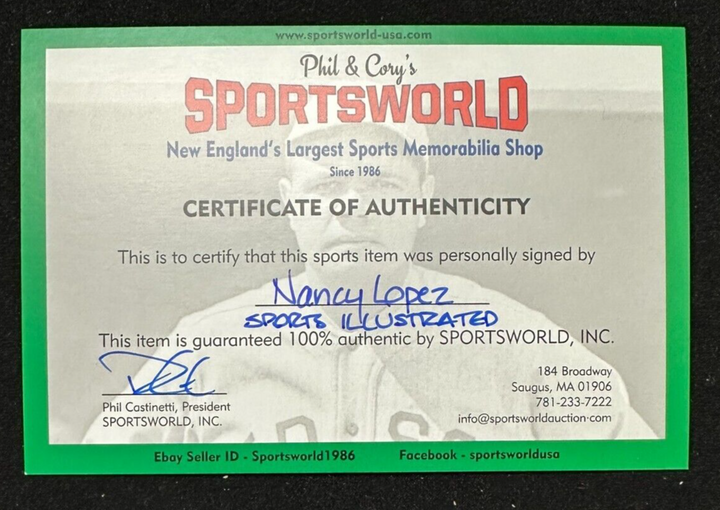 www.sportsworld-usa.com
Phil & Cory's
SPORTSWORLD
New England's Largest Sports Memorabilia Shop
Since 1986
CERTIFICATE OF AUTHENTICITY
This is to certify that this sports item was personally signed by
Nancy Lopez
SPORTS ILLUSTRATED
This item is guaranteed 100% authentic by SPORTSWORLD, INC.
Phil Castinetti, President
SPORTSWORLD, INC.
184 Broadway
Saugus, MA 01906
781-233-7222
info@sportsworldauction.com
Ebay Seller ID - Sportsworld1986 Facebook - sportsworldusa